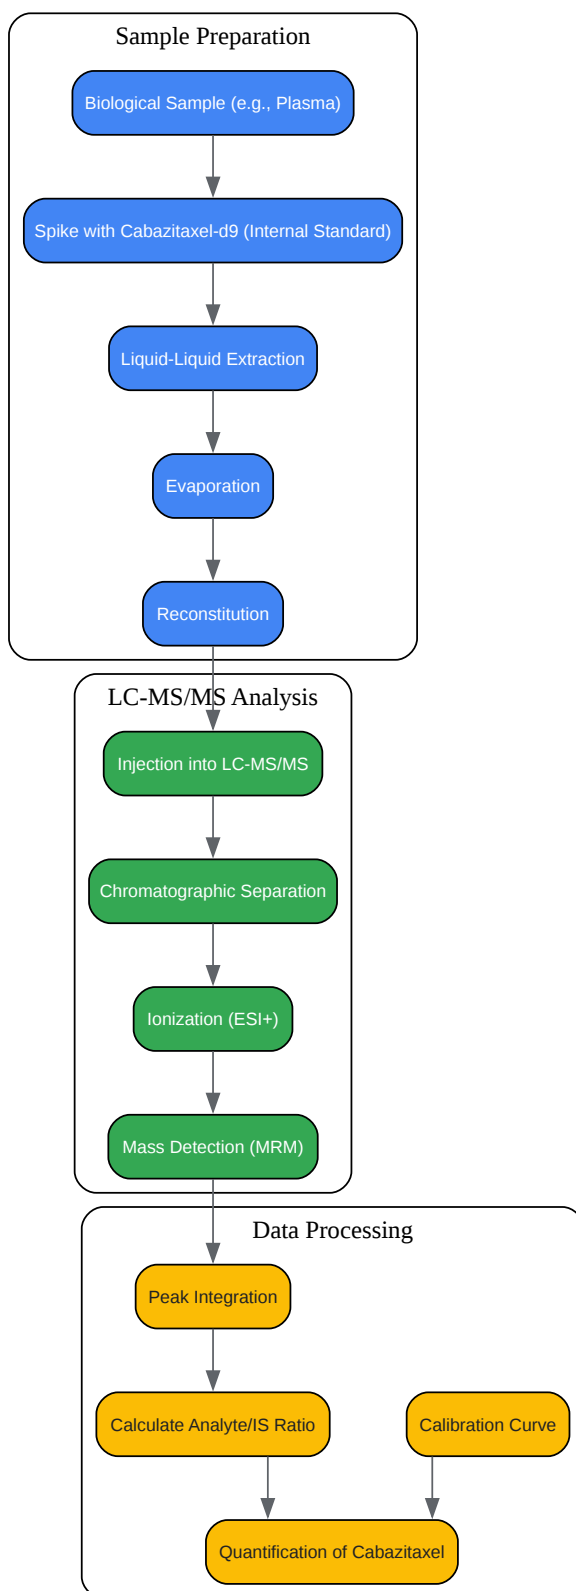 Sample Preparation
Biological Sample (e.g., Plasma)
Spike with Cabazitaxel-d9 (Internal Standard)
Liquid-Liquid Extraction
Evaporation
Reconstitution
LC-MS/MS Analysis
Injection into LC-MS/MS
Chromatographic Separation
Ionization (ESI+)
Mass Detection (MRM)
Data Processing
Peak Integration
Calculate Analyte/IS Ratio
Calibration Curve
Quantification of Cabazitaxel